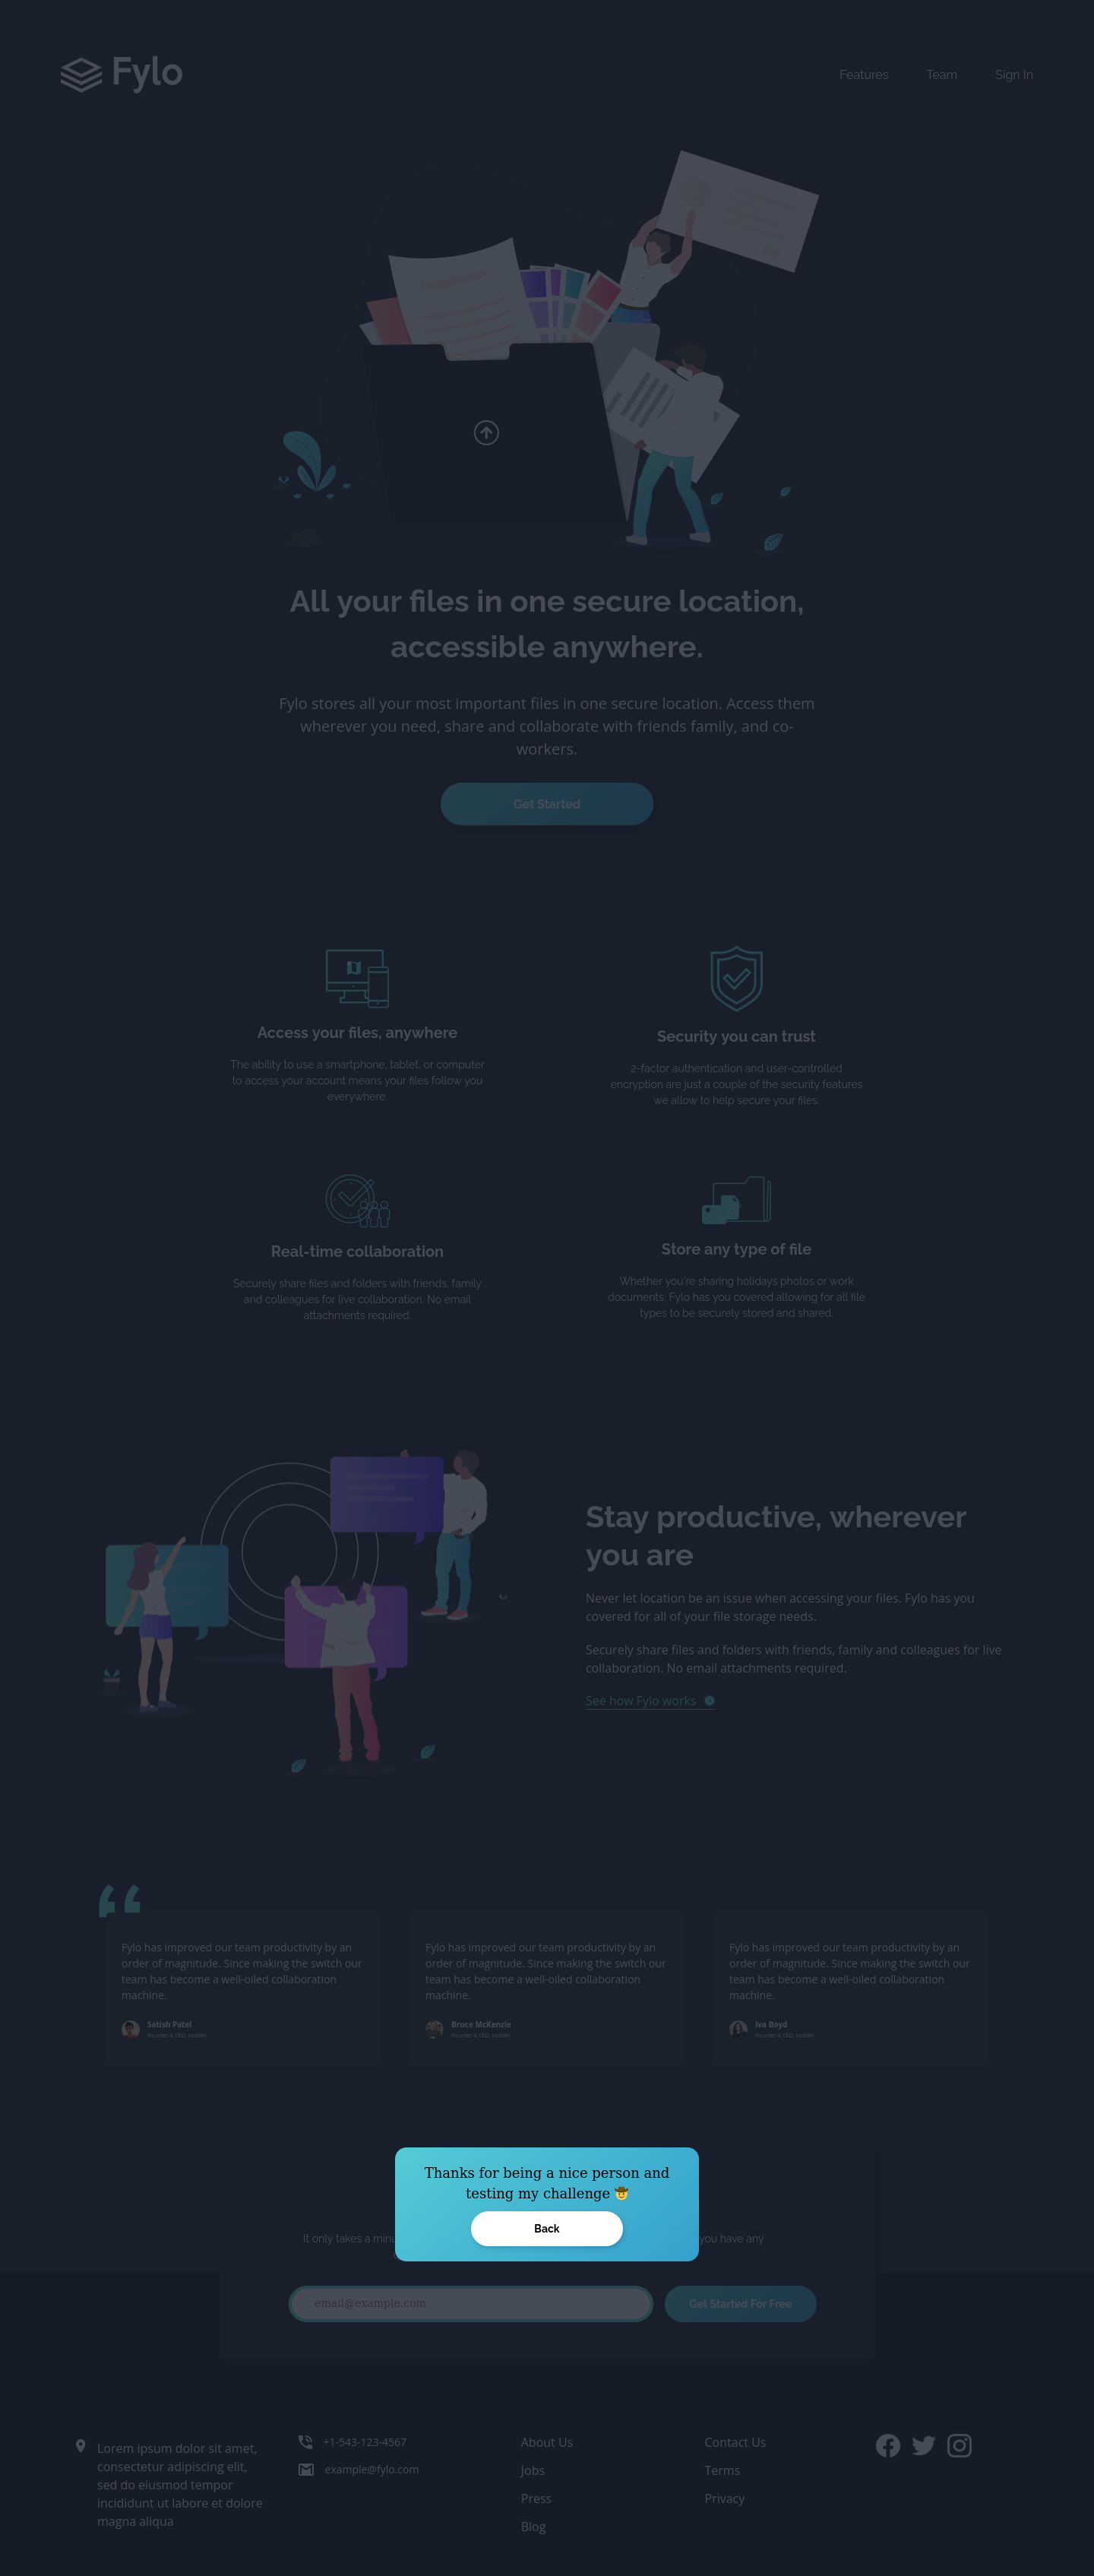 Fylo
Features
Team
Sign In
All your files in one secure location,
accessible anywhere.
Fylo stores all your most important files in one secure location. Access them
wherever you need, share and collaborate with friends family, and co-
workers.
Get Started
Access your files, anywhere
The ability to use a smartphone, tablet, or computer
to access your account means your files follow you
everywhere.
Security you can trust
2-factor authentication and user-controlled
encryption are just a couple of the security features
we allow to help secure your files.
Real-time collaboration
Securely share files and folders with friends, family
and colleagues for live collaboration. No email
attachments required.
Store any type of file
Whether you're sharing holidays photos or work
documents, Fylo has you covered allowing for all file
types to be securely stored and shared.
Stay productive, wherever
you are
Never let location be an issue when accessing your files. Fylo has you
covered for all of your file storage needs.
Securely share files and folders with friends, family and colleagues for live
collaboration. No email attachments required.
See how Fylo works
Fylo has improved our team productivity by an
order of magnitude. Since making the switch our
team has become a well-oiled collaboration
machine.
Satish Patel
Founder & CEO, Huddle
Fylo has improved our team productivity by an
order of magnitude. Since making the switch our
team has become a well-oiled collaboration
machine.
Bruce McKenzie
Founder & CEO, Huddle
Fylo has improved our team productivity by an
order of magnitude. Since making the switch our
team has become a well-oiled collaboration
machine.
Iva Boyd
Founder & CEO, Huddle
Thanks for being a nice person and
testing my challenge 🤠
Back
It only takes a minu
you have any
email@example.com
Get Started For Free
Lorem ipsum dolor sit amet,
consectetur adipiscing elit,
sed do eiusmod tempor
incididunt ut labore et dolore
magna aliqua
+1-543-123-4567
example@fylo.com
About Us
Jobs
Press
Blog
Contact Us
Terms
Privacy